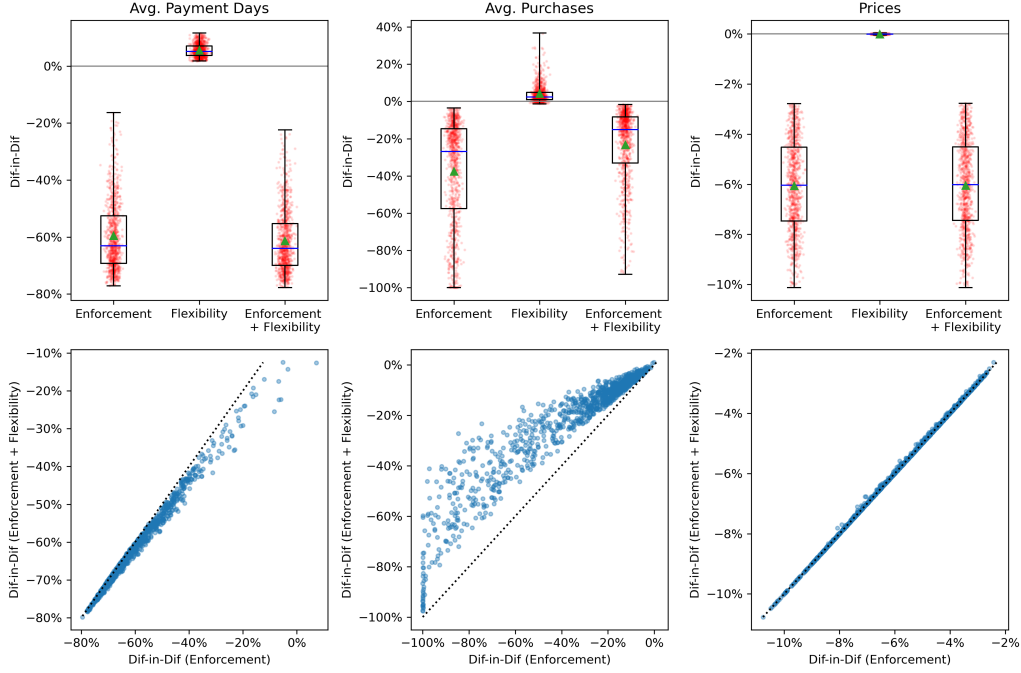 Avg. Payment Days
Avg. Purchases
Prices
Dif-in-Dif
0%
−20%
−40%
−60%
−80%
Enforcement
Flexibility
Enforcement
+ Flexibility
Dif-in-Dif
40%
20%
0%
−20%
−40%
−60%
−80%
−100%
Enforcement
Flexibility
Enforcement
+ Flexibility
Dif-in-Dif
0%
−2%
−4%
−6%
−8%
−10%
Enforcement
Flexibility
Enforcement
+ Flexibility
Dif-in-Dif (Enforcement + Flexibility)
−10%
−20%
−30%
−40%
−50%
−60%
−70%
−80%
−80%
−60%
−40%
−20%
0%
Dif-in-Dif (Enforcement)
Dif-in-Dif (Enforcement + Flexibility)
0%
−20%
−40%
−60%
−80%
−100%
−100%
−80%
−60%
−40%
−20%
0%
Dif-in-Dif (Enforcement)
Dif-in-Dif (Enforcement + Flexibility)
−2%
−4%
−6%
−8%
−10%
−10%
−8%
−6%
−4%
−2%
Dif-in-Dif (Enforcement)